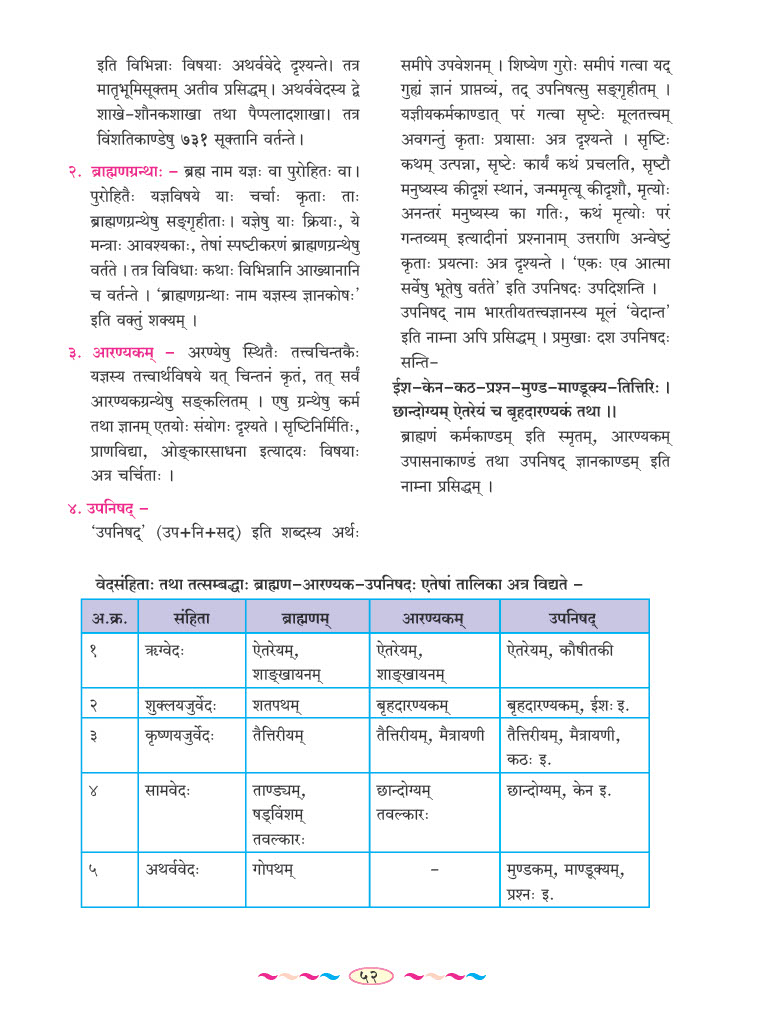 इति विभिन्नाः विषयाः अथर्ववेदे दृश्यन्ते। तत्र
मातृभूमिसूक्तम् अतीव प्रसिद्धम्। अथर्ववेदस्य द्वे
शाखे–शौनकशाखा तथा पैप्पलादशाखा। तत्र
विंशतिकाण्डेषु ७३१ सूक्तानि वर्तन्ते।
२. ब्राह्मणग्रन्थाः – ब्रह्म नाम यज्ञः वा पुरोहितः वा।
पुरोहितैः यज्ञविषये याः चर्चाः कृताः ताः
ब्राह्मणग्रन्थेषु सङ्गृहीताः। यज्ञेषु याः क्रियाः, ये
मन्त्राः आवश्यकाः, तेषां स्पष्टीकरणं ब्राह्मणग्रन्थेषु
वर्तते । तत्र विविधाः कथाः विभिन्नानि आख्यानानि
च वर्तन्ते । ‘ब्राह्मणग्रन्थाः नाम यज्ञस्य ज्ञानकोषः’
इति वक्तुं शक्यम् ।
३. आरण्यकम् – अरण्येषु स्थितैः तत्त्वचिन्तकैः
यज्ञस्य तत्त्वार्थविषये यत् चिन्तनं कृतं, तत् सर्वं
आरण्यकग्रन्थेषु सङ्कलितम् । एषु ग्रन्थेषु कर्म
तथा ज्ञानम् एतयोः संयोगः दृश्यते । सृष्टिनिर्मितिः,
प्राणविद्या, ओङ्कारसाधना इत्यादयः विषयाः
अत्र चर्चिताः ।
४. उपनिषद् –
‘उपनिषद्’ (उप+नि+सद्) इति शब्दस्य अर्थः
समीपे उपवेशनम् । शिष्येण गुरोः समीपं गत्वा यद्
गुह्यं ज्ञानं प्राप्तव्यं, तद् उपनिषत्सु सङ्गृहीतम् ।
यज्ञीयकर्मकाण्डात् परं गत्वा सृष्टेः मूलतत्त्वम्
अवगन्तुं कृताः प्रयासाः अत्र दृश्यन्ते । सृष्टिः
कथम् उत्पन्ना, सृष्टेः कार्यं कथं प्रचलति, सृष्टौ
मनुष्यस्य कीदृशं स्थानं, जन्ममृत्यू कीदृशौ, मृत्योः
अनन्तरं मनुष्यस्य का गतिः, कथं मृत्योः परं
गन्तव्यम् इत्यादीनां प्रश्नानाम् उत्तराणि अन्वेष्टुं
कृताः प्रयत्नाः अत्र दृश्यन्ते । ‘एकः एव आत्मा
सर्वेषु भूतेषु वर्तते’ इति उपनिषदः उपदिशन्ति ।
उपनिषद् नाम भारतीयतत्त्वज्ञानस्य मूलं ‘वेदान्त’
इति नाम्ना अपि प्रसिद्धम् । प्रमुखाः दश उपनिषदः
सन्ति–
ईश–केन–कठ–प्रश्न–मुण्ड–माण्डूक्य–तित्तिरिः ।
छान्दोग्यम् ऐतरेयं च बृहदारण्यकं तथा ।।
ब्राह्मणं कर्मकाण्डम् इति स्मृतम्, आरण्यकम्
उपासनाकाण्डं तथा उपनिषद् ज्ञानकाण्डम् इति
नाम्ना प्रसिद्धम् ।
वेदसंहिताः तथा तत्सम्बद्धाः ब्राह्मण–आरण्यक–उपनिषदः एतेषां तालिका अत्र विद्यते –
अ.क्र. संहिता ब्राह्मणम् आरण्यकम् उपनिषद्
१ ऋग्वेदः ऐतरेयम्, ऐतरेयम्, ऐतरेयम्, कौषीतकी
शाङ्खायनम् शाङ्खायनम्
२ शुक्लयजुर्वेदः शतपथम् बृहदारण्यकम् बृहदारण्यकम्, ईशः इ.
३ कृष्णयजुर्वेदः तैत्तिरीयम् तैत्तिरीयम्, मैत्रायणी तैत्तिरीयम्, मैत्रायणी,
कठः इ.
४ सामवेदः ताण्ड्यम्, छान्दोग्यम् छान्दोग्यम्, केन इ.
षड्विंशम् तवल्कारः
तवल्कारः
५ अथर्ववेदः गोपथम् – मुण्डकम्, माण्डूक्यम्,
प्रश्नः इ.
५२